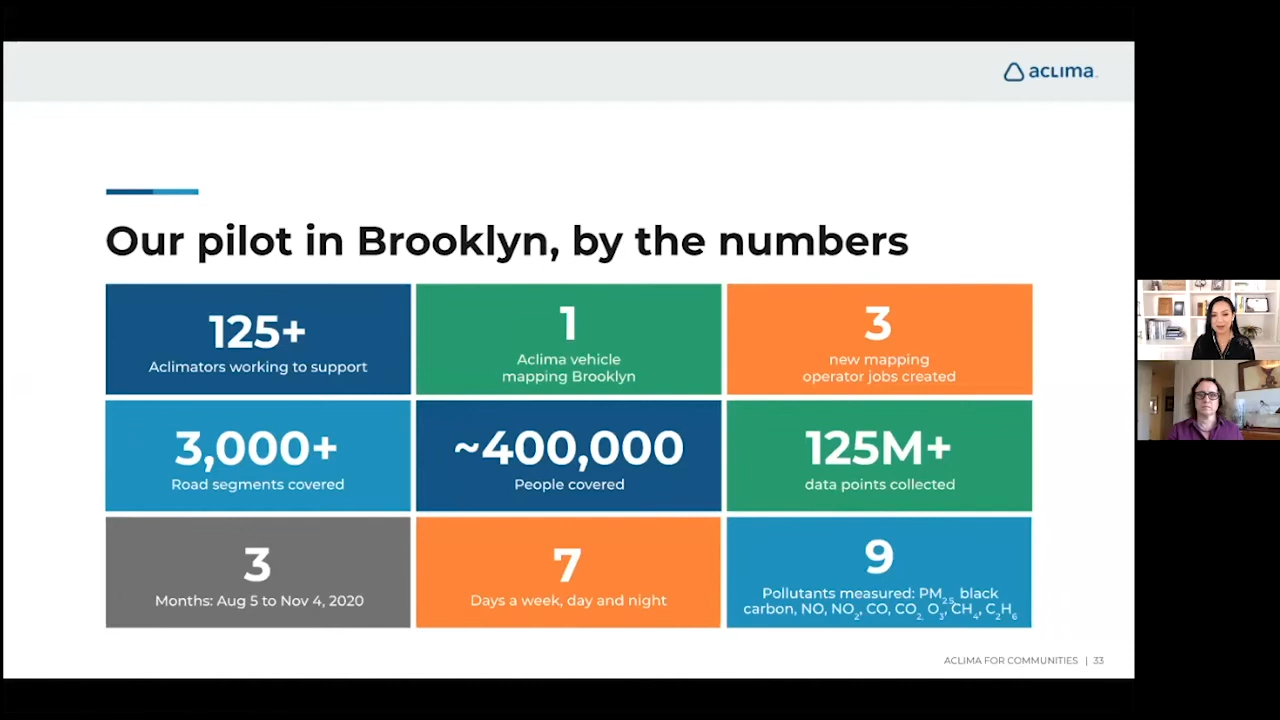 aclima
Our pilot in Brooklyn, by the numbers
125+
Aclimators working to support
1
Aclima vehicle
mapping Brooklyn
3
new mapping
operator jobs created
3,000+
Road segments covered
~400,000
People covered
125M+
data points collected
3
Months: Aug 5 to Nov 4, 2020
7
Days a week, day and night
9
Pollutants measured: PM2.5, black
carbon, NO, NO2, CO, CO2, O3, CH4, C2H6
ACLIMA FOR COMMUNITIES | 33